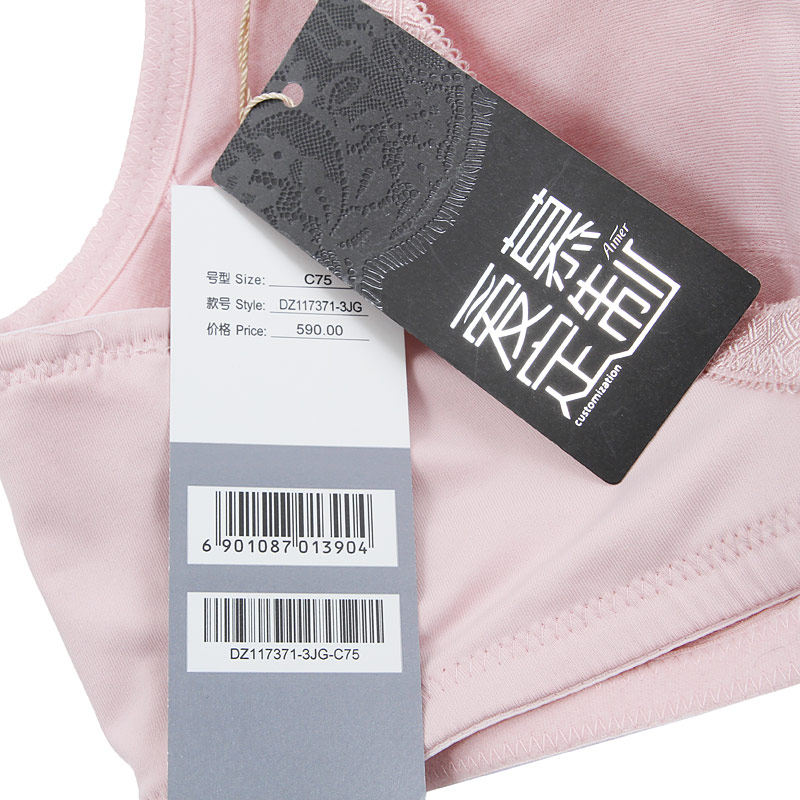 号型 Size: C75
款号 Style: DZ117371-3JG
价格 Price: 590.00
6 901087 013904
DZ117371-3JG-C75
Aimer
爱慕
定制
customization